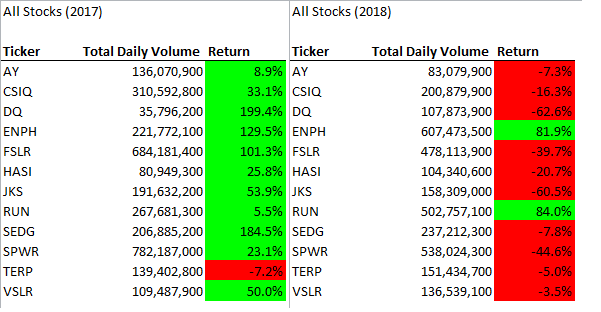 All Stocks (2017) All Stocks (2018)
Ticker Total Daily Volume Return Ticker Total Daily Volume Return
AY 136,070,900 8.9% AY 83,079,900 -7.3%
CSIQ 310,592,800 33.1% CSIQ 200,879,900 -16.3%
DQ 35,796,200 199.4% DQ 107,873,900 -62.6%
ENPH 221,772,100 129.5% ENPH 607,473,500 81.9%
FSLR 684,181,400 101.3% FSLR 478,113,900 -39.7%
HASI 80,949,300 25.8% HASI 104,340,600 -20.7%
JKS 191,632,200 53.9% JKS 158,309,000 -60.5%
RUN 267,681,300 5.5% RUN 502,757,100 84.0%
SEDG 206,885,200 184.5% SEDG 237,212,300 -7.8%
SPWR 782,187,000 23.1% SPWR 538,024,300 -44.6%
TERP 139,402,800 -7.2% TERP 151,434,700 -5.0%
VSLR 109,487,900 50.0% VSLR 136,539,100 -3.5%